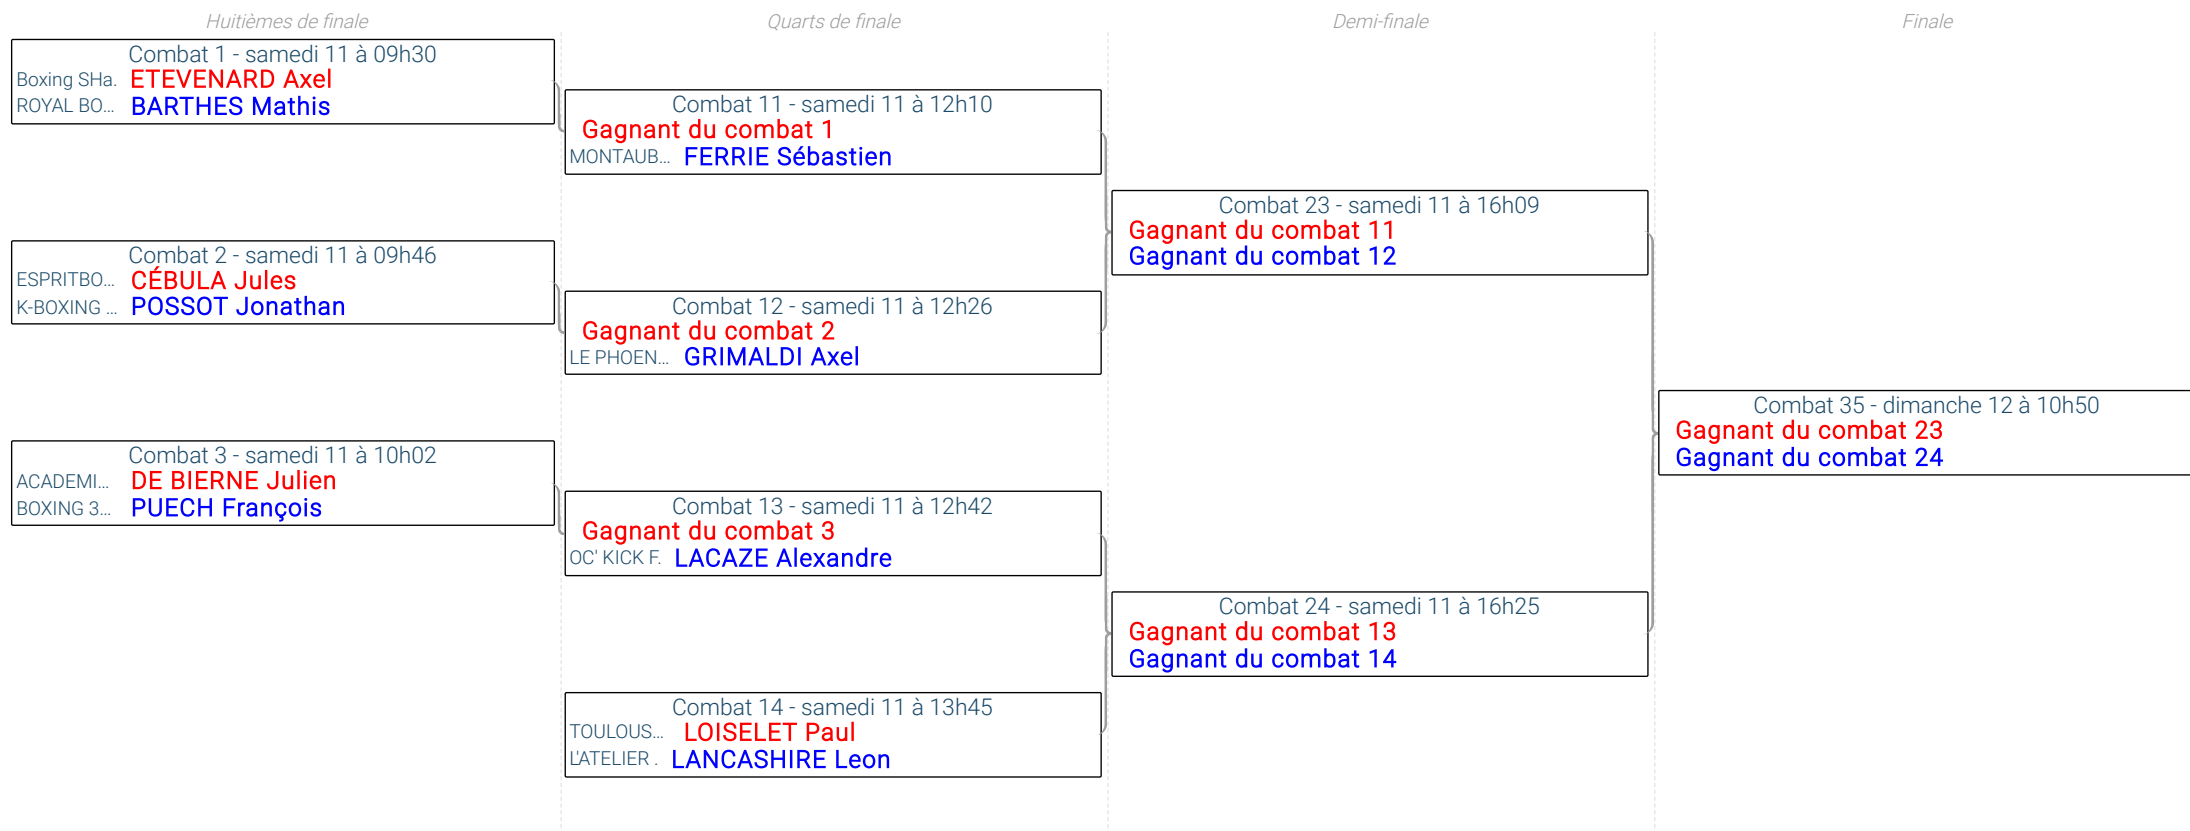 Huitièmes de finale
Quarts de finale
Demi-finale
Finale
Combat 1 - samedi 11 à 09h30
Boxing SHa. ETEVENARD Axel
ROYAL BO... BARTHES Mathis
Combat 2 - samedi 11 à 09h46
ESPRITBO... CÉBULA Jules
K-BOXING ... POSSOT Jonathan
Combat 3 - samedi 11 à 10h02
ACADEMI... DE BIERNE Julien
BOXING 3... PUECH François
Combat 11 - samedi 11 à 12h10
Gagnant du combat 1
MONTAUB... FERRIE Sébastien
Combat 12 - samedi 11 à 12h26
Gagnant du combat 2
LE PHOEN... GRIMALDI Axel
Combat 13 - samedi 11 à 12h42
Gagnant du combat 3
OC' KICK F. LACAZE Alexandre
Combat 14 - samedi 11 à 13h45
TOULOUS... LOISELET Paul
L'ATELIER . LANCASHIRE Leon
Combat 23 - samedi 11 à 16h09
Gagnant du combat 11
Gagnant du combat 12
Combat 24 - samedi 11 à 16h25
Gagnant du combat 13
Gagnant du combat 14
Combat 35 - dimanche 12 à 10h50
Gagnant du combat 23
Gagnant du combat 24